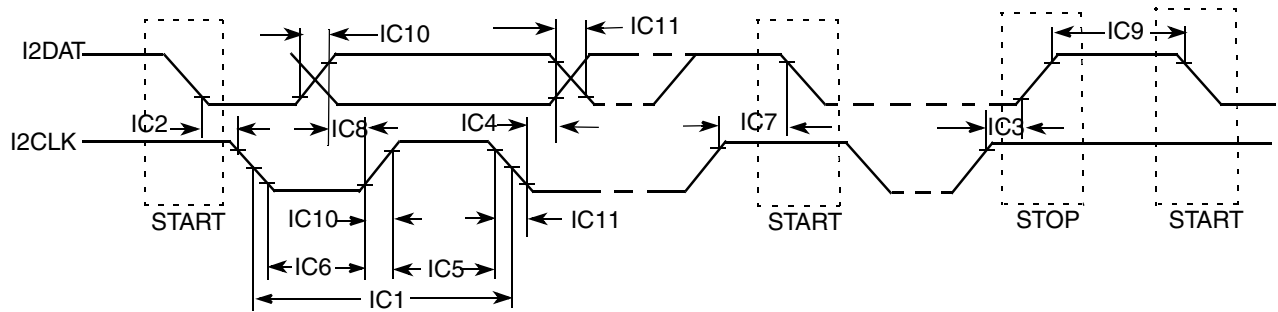 IC10
IC11
IC9
I2DAT
IC2
IC8
IC4
IC7
IC3
I2CLK
START
IC10
IC11
START
STOP
START
IC6
IC5
IC1